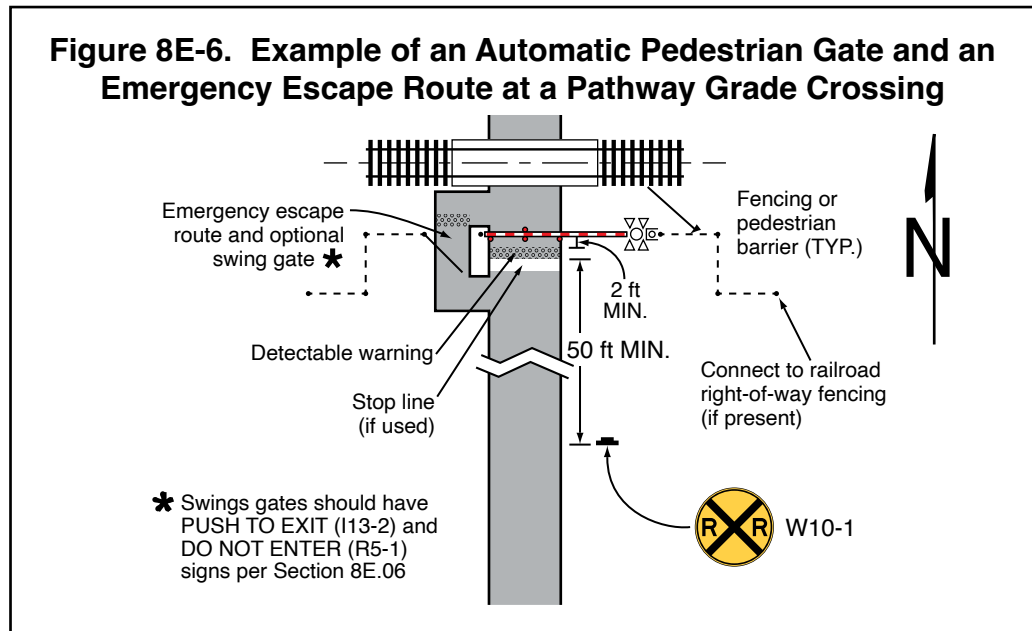 Figure 8E-6. Example of an Automatic Pedestrian Gate and an
Emergency Escape Route at a Pathway Grade Crossing
Emergency escape
route and optional
swing gate *
Fencing or
pedestrian
barrier (TYP.)
N
2 ft
MIN.
Detectable warning
50 ft MIN.
Stop line
(if used)
Connect to railroad
right-of-way fencing
(if present)
* Swings gates should have
PUSH TO EXIT (I13-2) and
DO NOT ENTER (R5-1)
signs per Section 8E.06
R R
W10-1